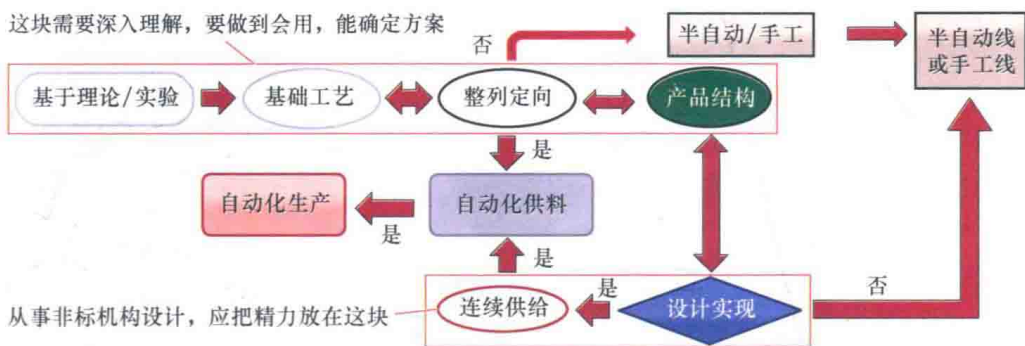 这块需要深入理解，要做到会用，能确定方案
否
半自动/手工
半自动线
或手工线
基于理论/实验
基础工艺
整列定向
产品结构
是
自动化生产
自动化供料
是
是
从事非标机构设计，应把精力放在这块
连续供给
是
设计实现
否